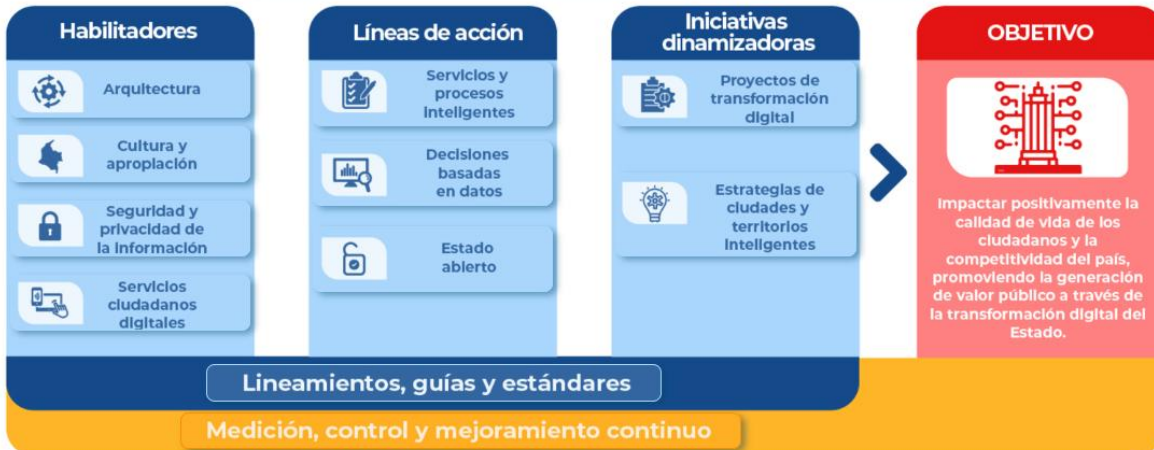 Habilitadores
Arquitectura
Cultura y
apropiación
Seguridad y
privacidad de
la información
Servicios
ciudadanos
digitales
Líneas de acción
Servicios y
procesos
inteligentes
Decisiones
basadas
en datos
Estado
abierto
Iniciativas
dinamizadoras
Proyectos de
transformación
digital
Estrategias de
ciudades y
territorios
inteligentes
OBJETIVO
Impactar positivamente la
calidad de vida de los
ciudadanos y la
competitividad del país,
promoviendo la generación
de valor público a través de
la transformación digital del
Estado.
Lineamientos, guías y estándares
Medición, control y mejoramiento continuo